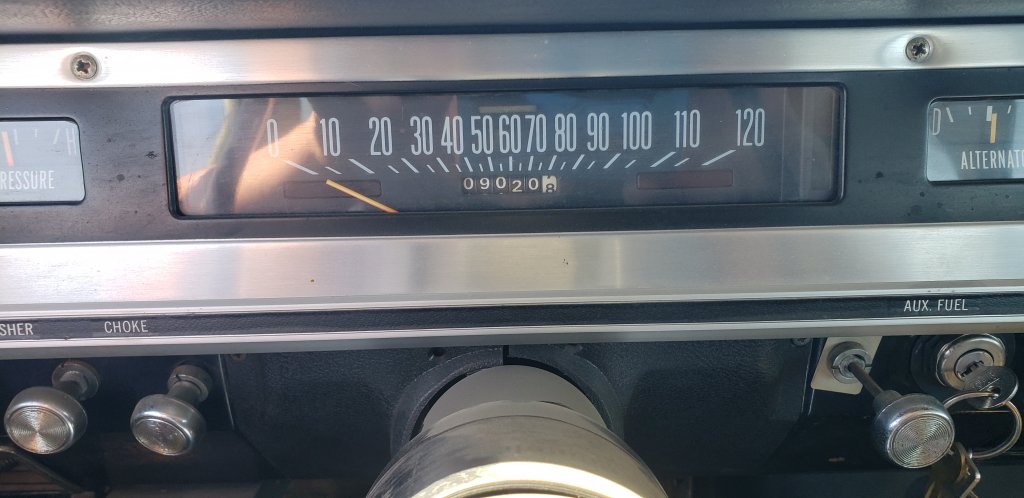 0 10 20 30 40 50 60 70 80 90 100 110 120
090208
H
RESSURE
D
ALTERNATO
SHER
CHOKE
AUX. FUEL